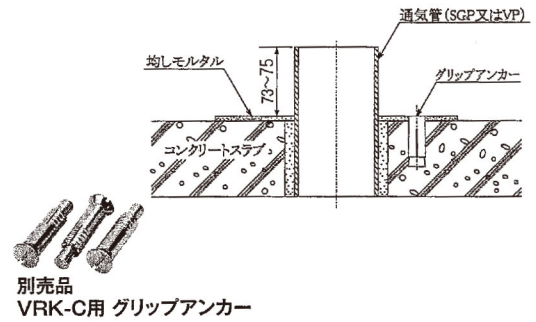 通気管(SGP又はVP)
均しモルタル
73~75
グリップアンカー
コンクリートスラブ
別売品
VRK-C用 グリップアンカー